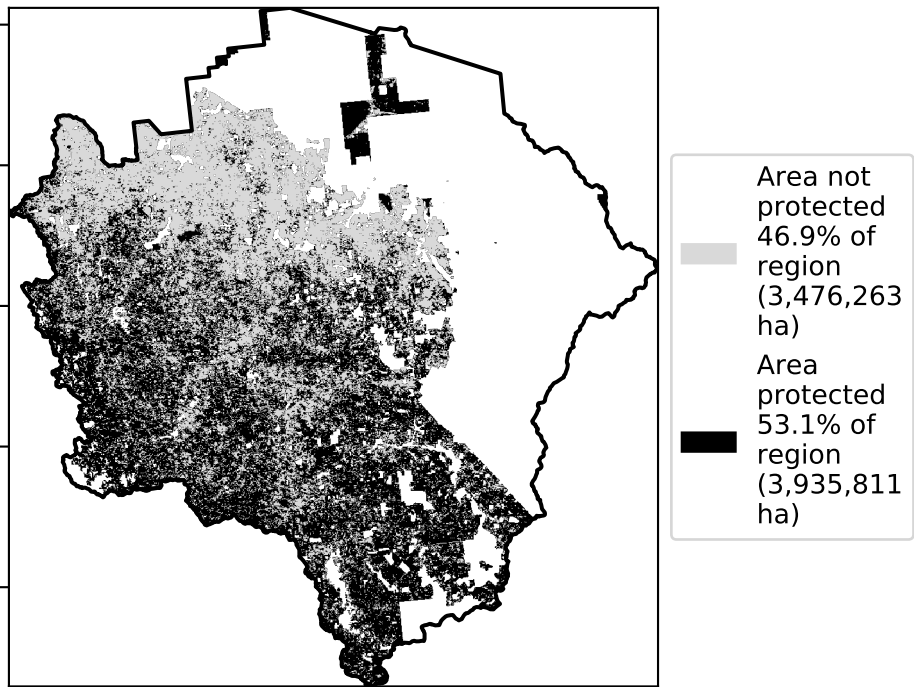 Area not
protected
46.9% of
region
(3,476,263
ha)
Area
protected
53.1% of
region
(3,935,811
ha)